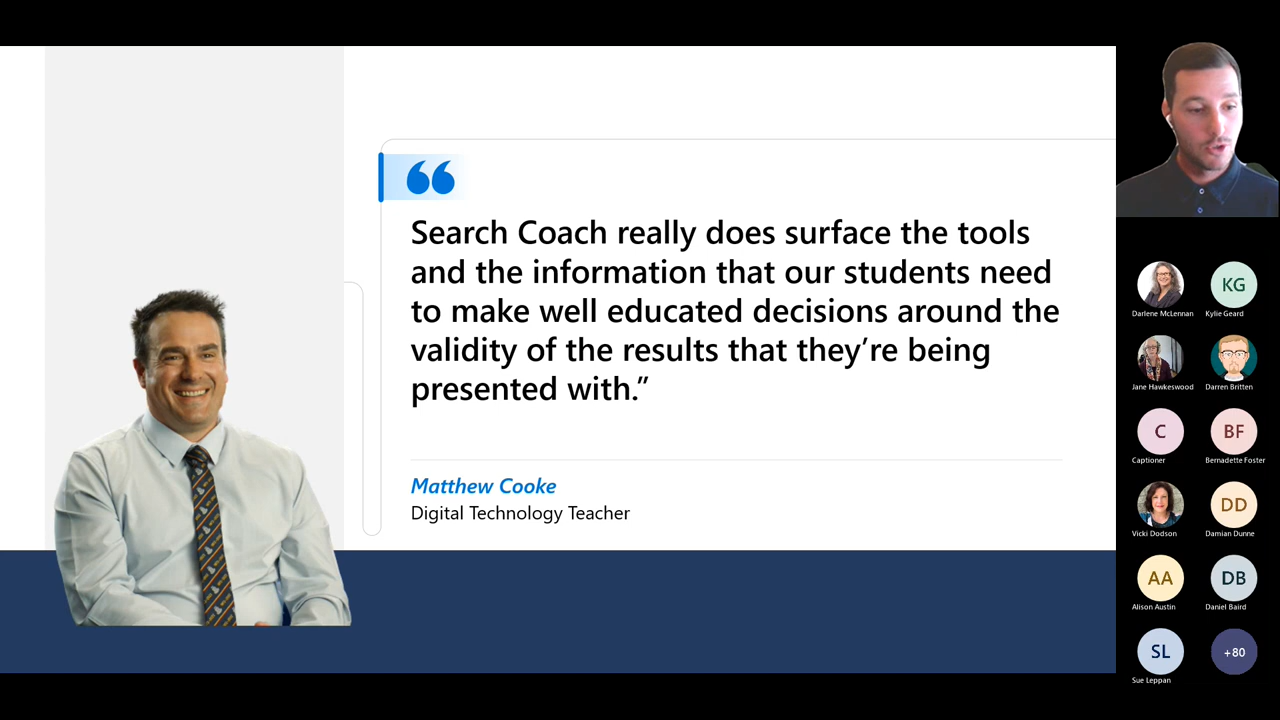 Search Coach really does surface the tools
and the information that our students need
to make well educated decisions around the
validity of the results that they’re being
presented with.”
Matthew Cooke
Digital Technology Teacher
Darlene McLennan
KG
Kylie Geard
Jane Hawkeswood
Darren Britten
C
Captioner
BF
Bernadette Foster
Vicki Dodson
DD
Damian Dunne
AA
Alison Austin
DB
Daniel Baird
SL
Sue Leppan
+80